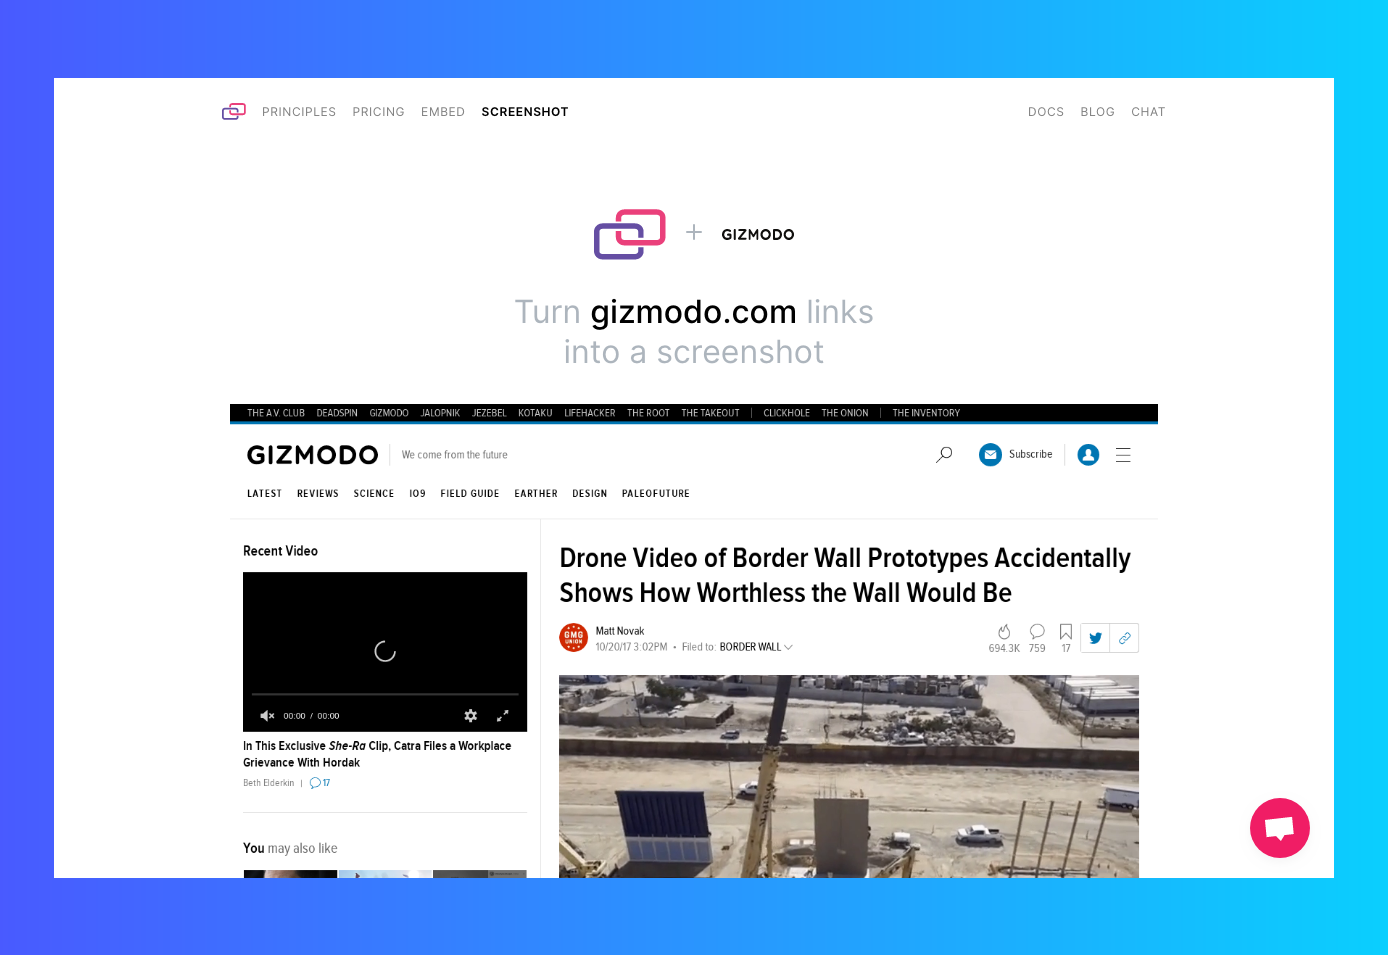 PRINCIPLES PRICING EMBED SCREENSHOT DOCS BLOG CHAT
GIZMODO
Turn gizmodo.com links
into a screenshot
THE A.V. CLUB DEADSPIN GIZMODO JALOPNIK JEZEBEL KOTAKU LIFEHACKER THE ROOT THE TAKEOUT | CLICKHOLE THE ONION | THE INVENTORY
GIZMODO We come from the future Subscribe
LATEST REVIEWS SCIENCE IO9 FIELD GUIDE EARTHER DESIGN PALEOFUTURE
Recent Video
00:00 / 00:00
In This Exclusive She-Ra Clip, Catra Files a Workplace
Grievance With Hordak
Beth Elderkin | 17
You may also like
Drone Video of Border Wall Prototypes Accidentally
Shows How Worthless the Wall Would Be
GMG
UNION
Matt Novak
10/20/17 3:02PM • Filed to: BORDER WALL
694.3K 759 17